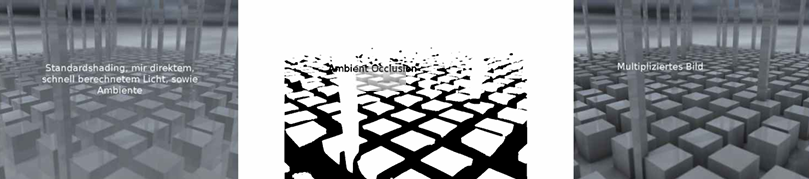 Standardshading, mir direktem,
schnell berechnetem Licht, sowie
Ambiente
Ambient Occlusion
Multipliziertes Bild